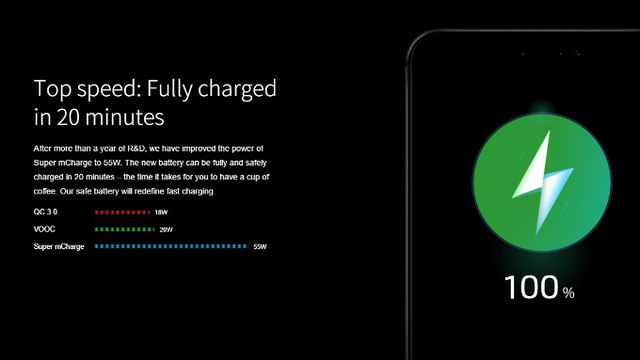 Top speed: Fully charged
in 20 minutes
After more than a year of R&D, we have improved the power of
Super mCharge to 55W. The new battery can be fully and safely
charged in 20 minutes – the time it takes for you to have a cup of
coffee. Our safe battery will redefine fast charging.
QC 3.0 18W
VOOC 20W
Super mCharge 55W
100 %